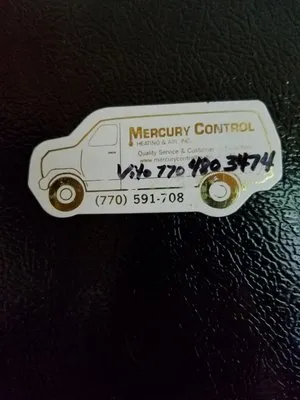 MERCURY CONTROL
HEATING & AIR, INC.
Quality Service & Customer
www.mercurycontrol
Vito 770 480 3474
(770) 591-708